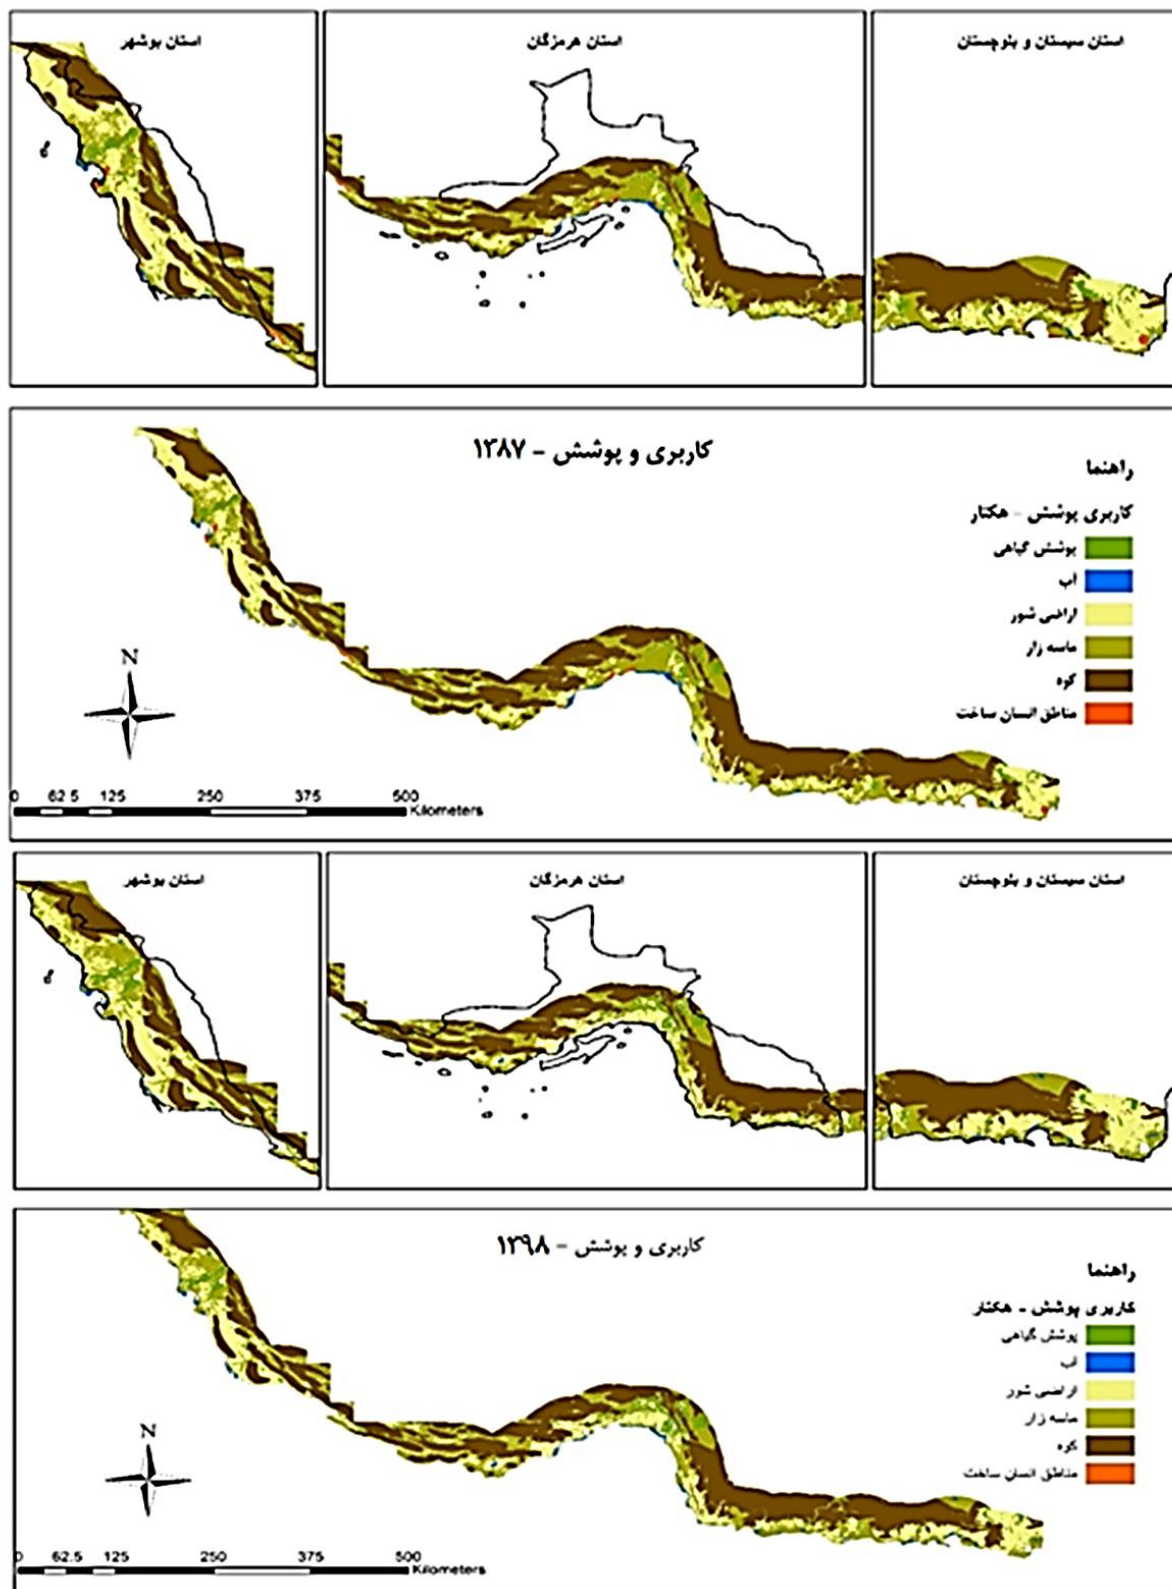 استان بوشهر
استان هرمزگان
استان سیستان و بلوچستان
کاربری و پوشش - ۱۳۸۷
راهنما
کاربری پوشش - هکتار
پوشش گیاهی
آب
اراضی شور
ماسه زار
کوه
مناطق انسان ساخت
N
0 62.5 125 250 375 500
Kilometers
استان بوشهر
استان هرمزگان
استان سیستان و بلوچستان
کاربری و پوشش - ۱۳۹۸
راهنما
کاربری پوشش - هکتار
پوشش گیاهی
آب
اراضی شور
ماسه زار
کوه
مناطق انسان ساخت
N
0 62.5 125 250 375 500
Kilometers